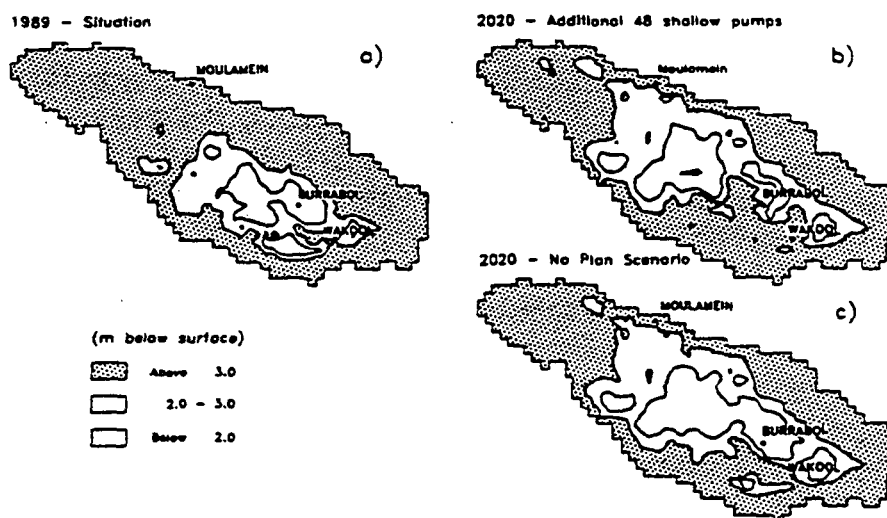 1989 - Situation
a)
MOULAMEIN
BURRABOI
WAKOOL
2020 - Additional 48 shallow pumps
b)
Moulamein
BURRABOI
WAKOOL
2020 - No Plan Scenario
c)
MOULAMEIN
BURRABOI
WAKOOL
(m below surface)
Above 3.0
2.0 - 3.0
Below 2.0